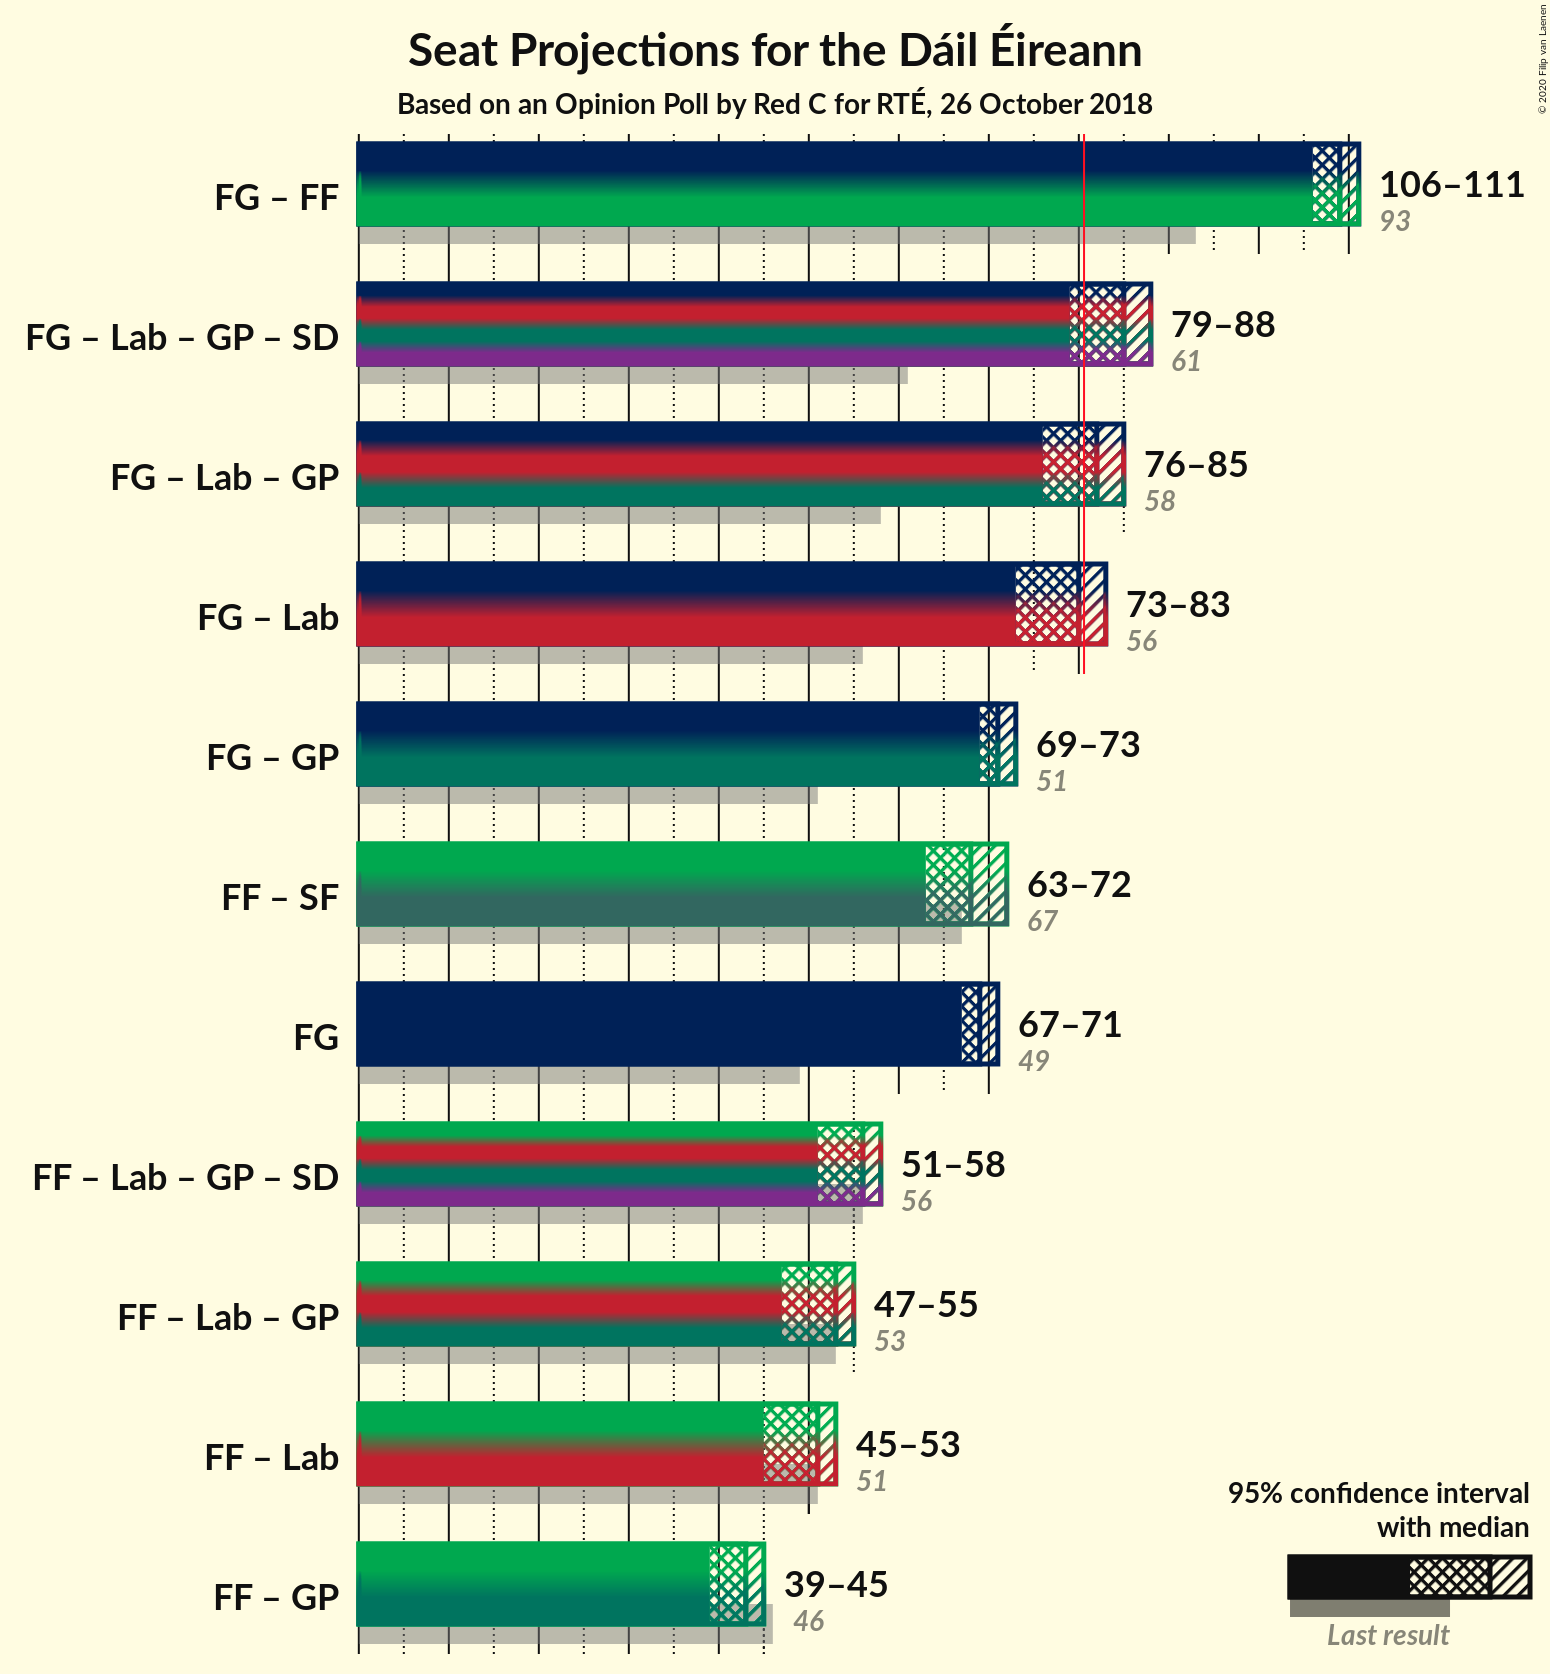 Seat Projections for the Dáil Éireann
Based on an Opinion Poll by Red C for RTÉ, 26 October 2018
© 2020 Filip van Laenen
FG – FF
106–111
93
FG – Lab – GP – SD
79–88
61
FG – Lab – GP
76–85
58
FG – Lab
73–83
56
FG – GP
69–73
51
FF – SF
63–72
67
FG
67–71
49
FF – Lab – GP – SD
51–58
56
FF – Lab – GP
47–55
53
FF – Lab
45–53
51
FF – GP
39–45
46
95% confidence interval
with median
Last result